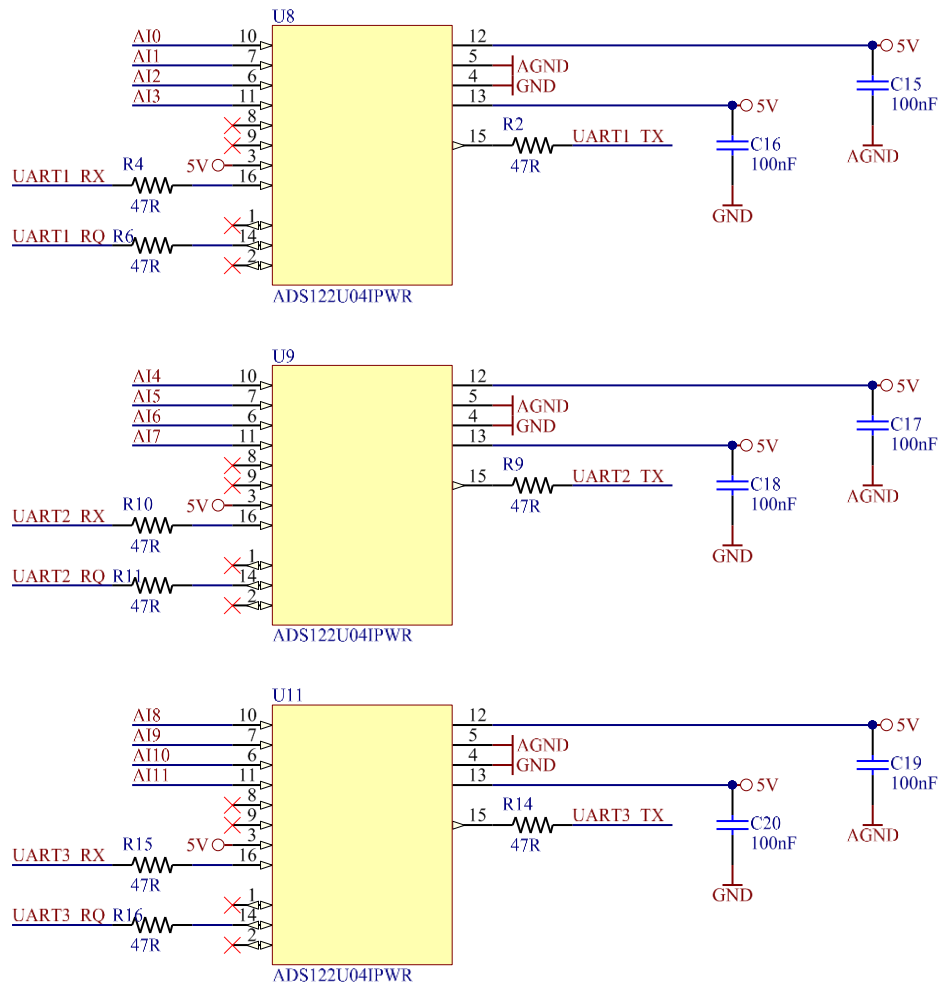 U8
AI0 10 12 5V
AI1 7 5 AGND
AI2 6 4 GND C15
AI3 11 13 5V 100nF
8
9 15 R2 UART1_TX C16
5V 3 47R 100nF AGND
UART1_RX R4 16
47R GND
1
UART1_RQ R6 14
47R 2
ADS122U04IPWR
U9
AI4 10 12 5V
AI5 7 5 AGND
AI6 6 4 GND C17
AI7 11 13 5V 100nF
8
9 15 R9 UART2_TX C18
5V 3 47R 100nF AGND
UART2_RX R10 16
47R GND
1
UART2_RQ R11 14
47R 2
ADS122U04IPWR
U11
AI8 10 12 5V
AI9 7 5 AGND
AI10 6 4 GND C19
AI11 11 13 5V 100nF
8
9 15 R14 UART3_TX C20
5V 3 47R 100nF AGND
UART3_RX R15 16
47R GND
1
UART3_RQ R16 14
47R 2
ADS122U04IPWR